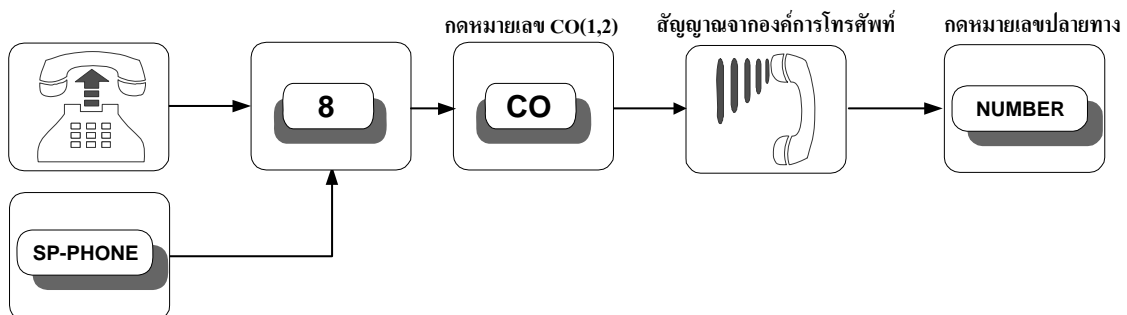 กดหมายเลข CO(1,2)
สัญญาณจากองค์การโทรศัพท์
กดหมายเลขปลายทาง
8
CO
NUMBER
SP-PHONE